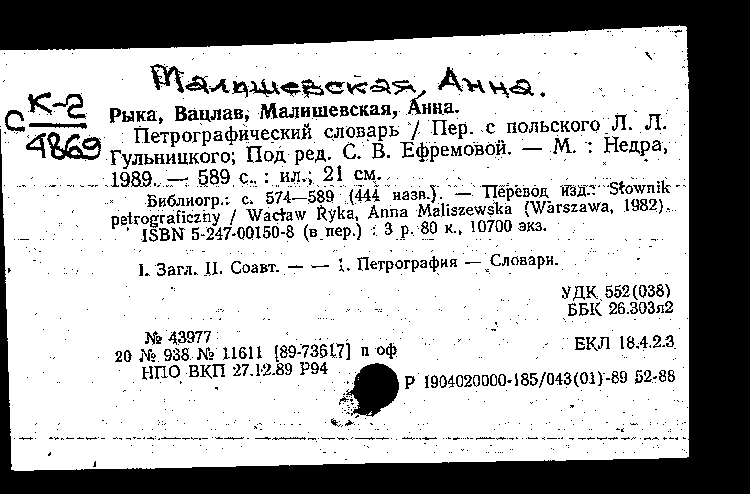 Малишевская, Анна.
С К-2
4869
Рыка, Вацлав, Малишевская, Анна.
Петрографический словарь / Пер. с польского Л. Л.
Гульницкого; Под ред. С. В. Ефремовой. — М. : Недра,
1989. — 589 с. : ил.; 21 см.
Библиогр.: с. 574—589 (444 назв.). — Перевод изд.: Słownik
petrograficzny / Wacław Ryka, Anna Maliszewska (Warszawa, 1982).
ISBN 5-247-00150-8 (в пер.) : 3 р. 80 к., 10700 экз.
I. Загл. II. Соавт. — — 1. Петрография — Словари.
УДК 552(038)
ББК 26.303я2
№ 43977
20 № 938 № 11611 [89-73617] п оф
ЕКЛ 18.4.2.3
НПО ВКП 27.12.89 Р94
Р 1904020000-185/043(01)-89 52-88